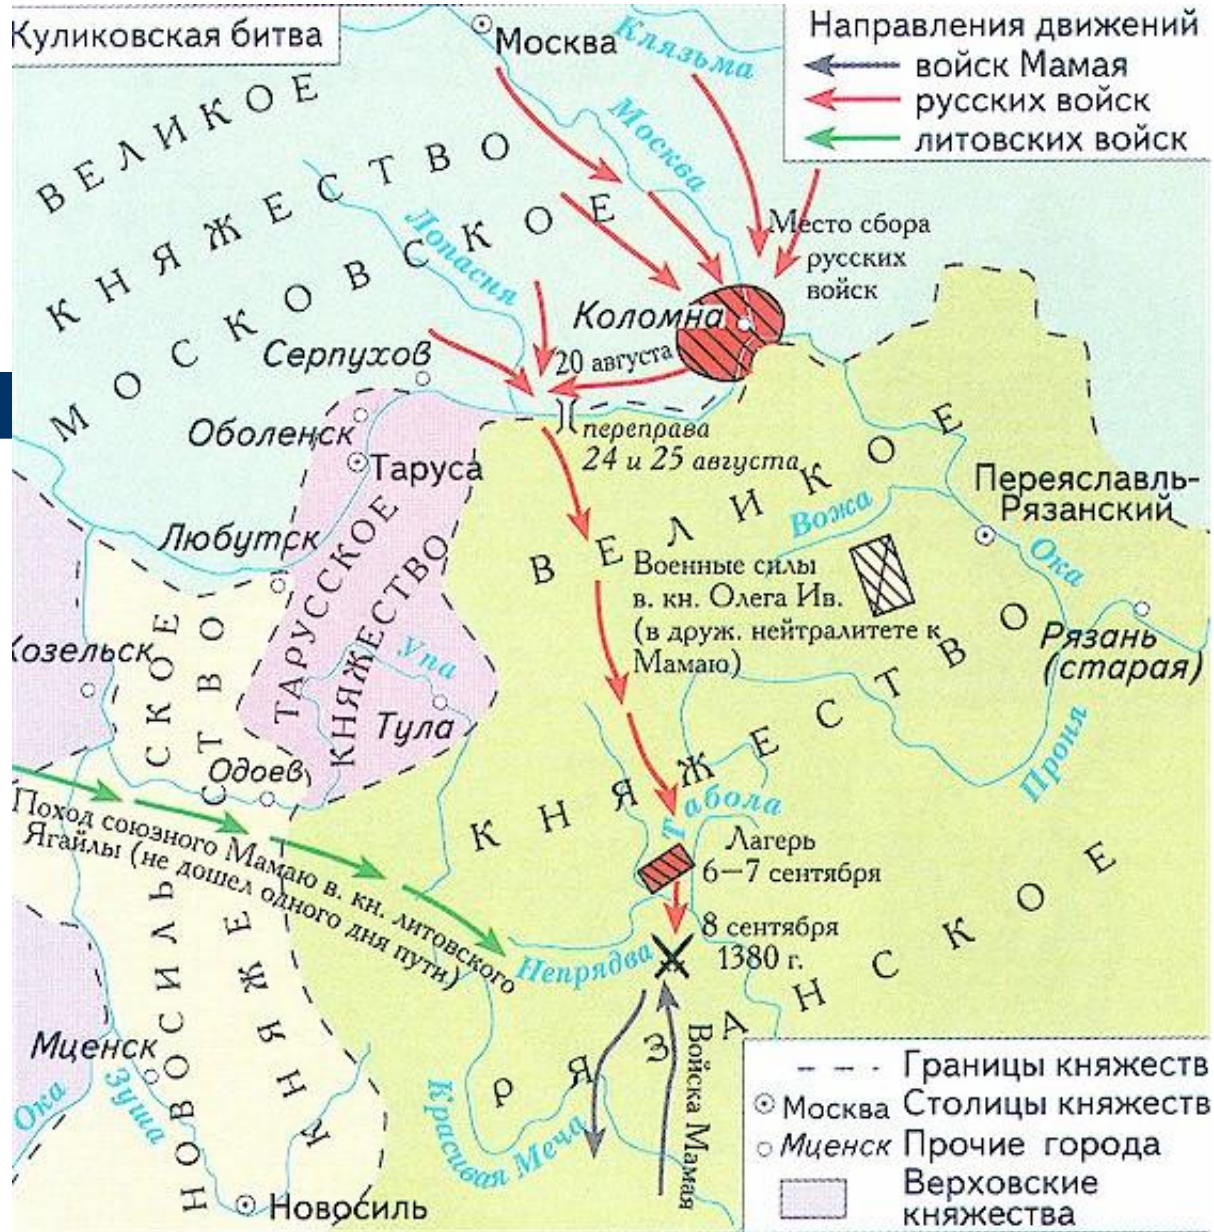 Куликовская битва
Направления движений
войск Мамая
русских войск
литовских войск
Москва
Клязьма
Москва
ВЕЛИКОЕ
КНЯЖЕСТВО
МОСКОВСКОЕ
Лопасня
Место сбора
русских
войск
Коломна
20 августа
Серпухов
Оболенск
Таруса
переправа
24 и 25 августа
Любутск
ТАРУССКОЕ
КНЯЖЕСТВО
Упа
Тула
Козельск
Одоев
ВЕЛИКОЕ
КНЯЖЕСТВО
РЯЗАНСКОЕ
Вожа
Переяславль-
Рязанский
Ока
Рязань
(старая)
Проня
Военные силы
в. кн. Олега Ив.
(в друж. нейтралитете к
Мамаю)
Табола
Лагерь
6–7 сентября
8 сентября
1380 г.
Непрядва
Поход союзного Мамаю в. кн. литовского
Ягайлы (не дошел одного дня пути)
НОВОСИЛЬСКОЕ
КНЯЖЕСТВО
Мценск
Ока
Зуша
Новосиль
Красивая Меча
Войска Мамая
Границы княжеств
Москва Столицы княжеств
Мценск Прочие города
Верховские
княжества